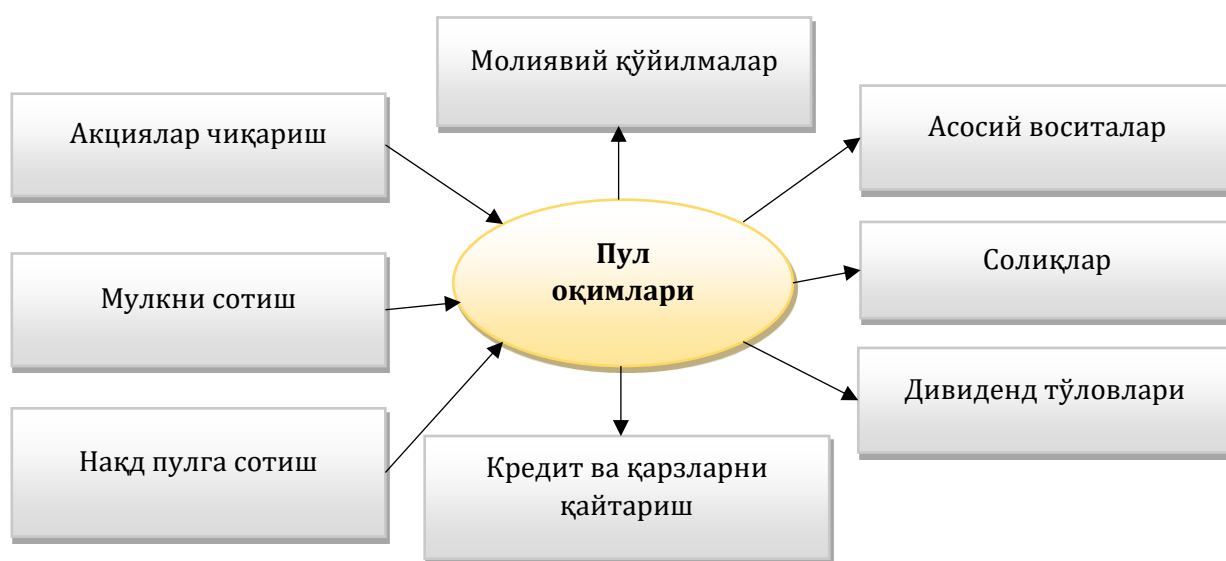 Молиявий қўйилмалар
Акциялар чиқариш
Асосий воситалар
Пул
оқимлари
Мулкни сотиш
Солиқлар
Дивиденд тўловлари
Нақд пулга сотиш
Кредит ва қарзларни
қайтариш